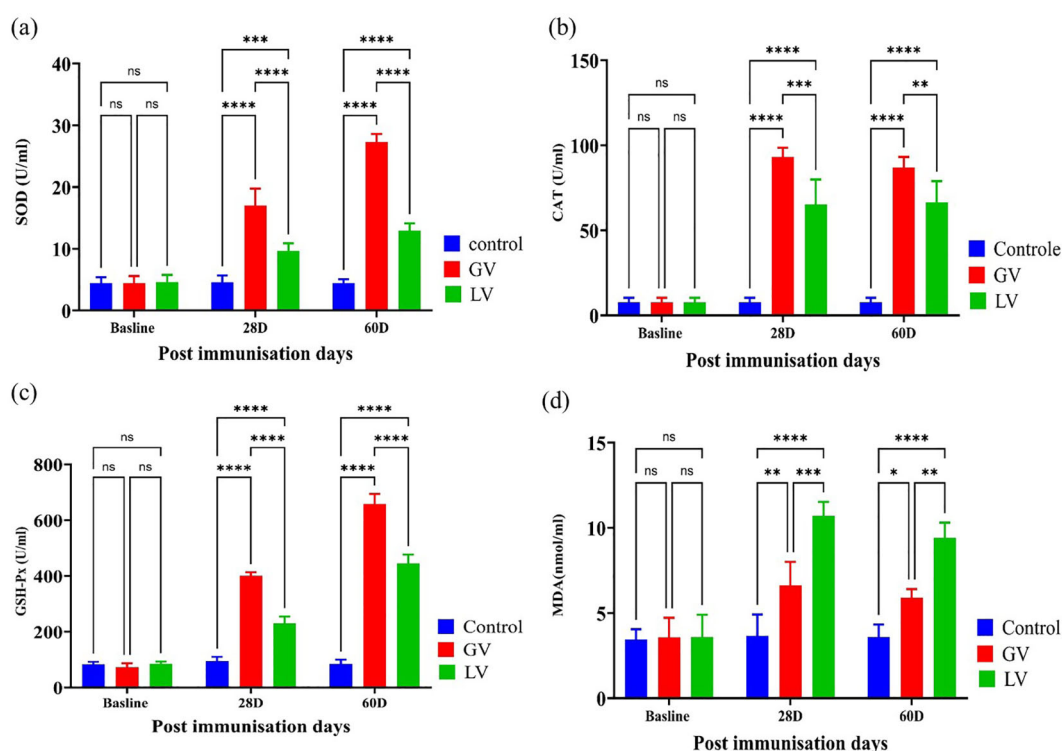 (a)
SOD (U/ml)
40
30
20
10
0
ns
ns ns
***
****
****
****
****
****
control
GV
LV
Basline 28D 60D
Post immunisation days
(b)
CAT (U/ml)
150
100
50
0
ns
ns ns
****
***
****
****
**
****
Controle
GV
LV
Basline 28D 60D
Post immunisation days
(c)
GSH-Px (U/ml)
800
600
400
200
0
ns
ns ns
****
****
****
****
****
****
Control
GV
LV
Basline 28D 60D
Post immunisation days
(d)
MDA(nmol/ml)
15
10
5
0
ns
ns ns
****
** ***
****
* **
Control
GV
LV
Basline 28D 60D
Post immunisation days